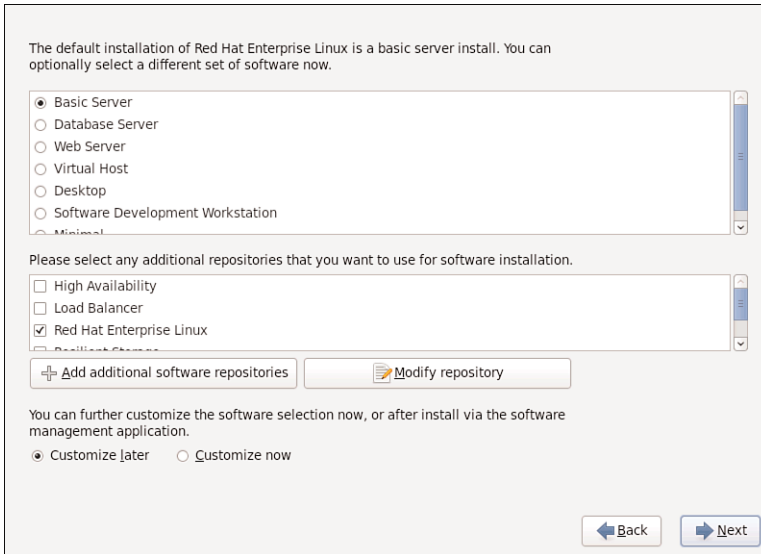 The default installation of Red Hat Enterprise Linux is a basic server install. You can
optionally select a different set of software now.
Basic Server
Database Server
Web Server
Virtual Host
Desktop
Software Development Workstation
Minimal
Please select any additional repositories that you want to use for software installation.
High Availability
Load Balancer
Red Hat Enterprise Linux
Resilient Storage
Add additional software repositories
Modify repository
You can further customize the software selection now, or after install via the software
management application.
Customize later
Customize now
Back
Next